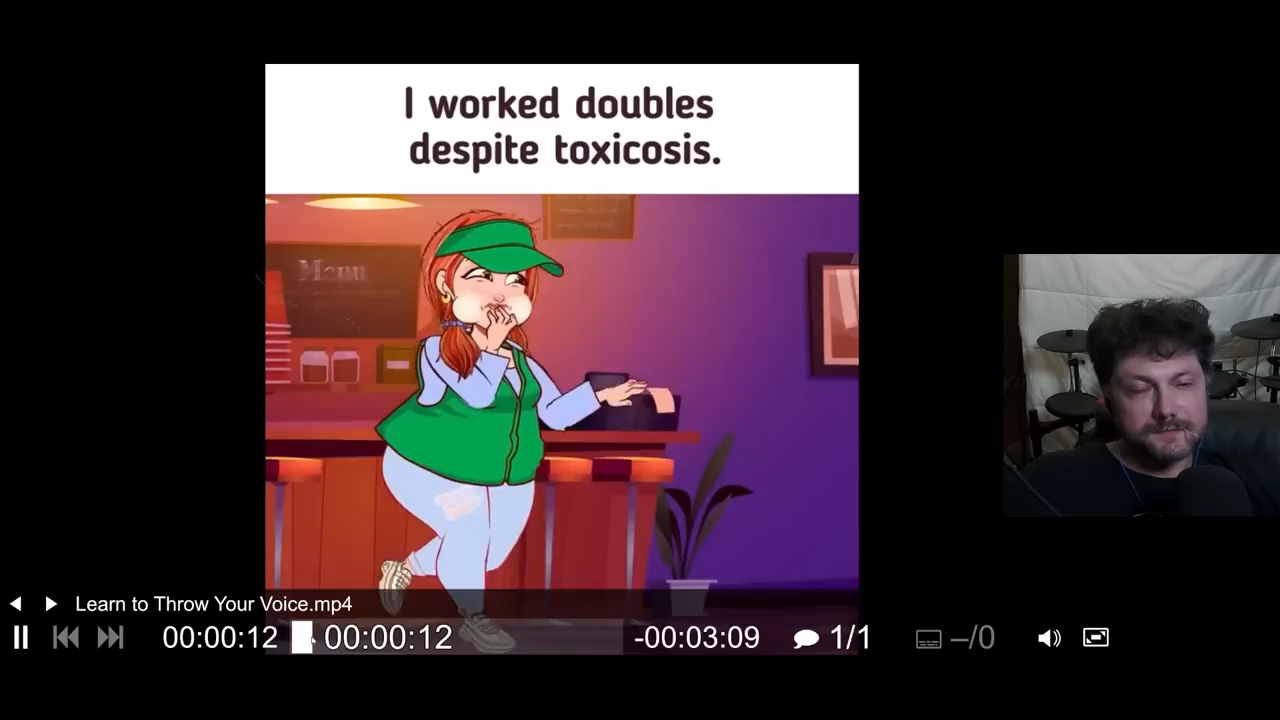 I worked doubles
despite toxicosis.
Menu
Learn to Throw Your Voice.mp4
00:00:12 00:00:12 -00:03:09 1/1 –/0